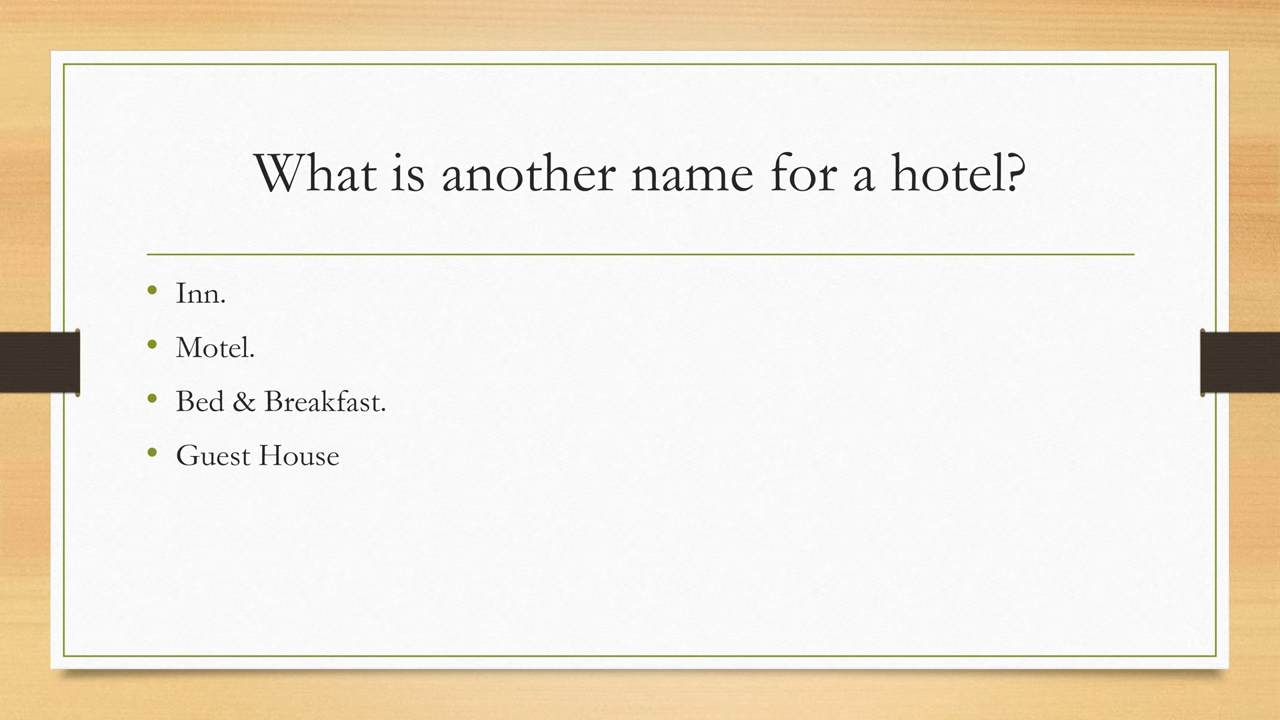 What is another name for a hotel?
• Inn.
• Motel.
• Bed & Breakfast.
• Guest House